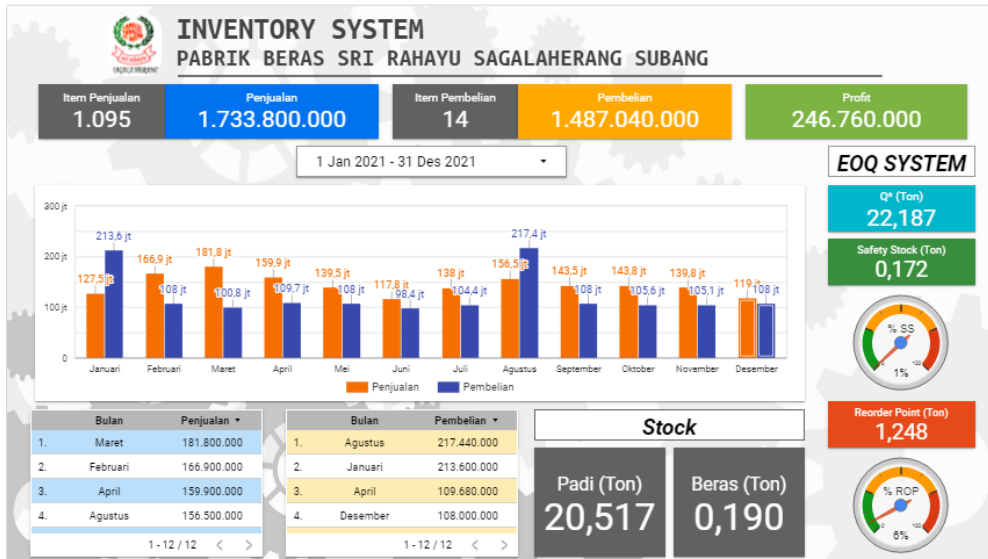 INVENTORY SYSTEM
PABRIK BERAS SRI RAHAYU SAGALAHERANG SUBANG
Item Penjualan
1.095
Penjualan
1.733.800.000
Item Pembelian
14
Pembelian
1.487.040.000
Profit
246.760.000
1 Jan 2021 - 31 Des 2021
EOQ SYSTEM
Q* (Ton)
22,187
Safety Stock (Ton)
0,172
% SS
0 100
1%
Reorder Point (Ton)
1,248
% ROP
0 100
6%
300 jt
200 jt
100 jt
0
127,5 jt 213,6 jt
166,9 jt 108 jt
181,8 jt 100,8 jt
159,9 jt 109,7 jt
139,5 jt 108 jt
117,8 jt 98,4 jt
138 jt 104,4 jt
156,5 jt 217,4 jt
143,5 jt 108 jt
143,8 jt 105,6 jt
139,8 jt 105,1 jt
119 jt 108 jt
Januari Februari Maret April Mei Juni Juli Agustus September Oktober November Desember
Penjualan Pembelian
Bulan Penjualan
1. Maret 181.800.000
2. Februari 166.900.000
3. April 159.900.000
4. Agustus 156.500.000
1 - 12 / 12 < >
Bulan Pembelian
1. Agustus 217.440.000
2. Januari 213.600.000
3. April 109.680.000
4. Desember 108.000.000
1 - 12 / 12 < >
Stock
Padi (Ton)
20,517
Beras (Ton)
0,190